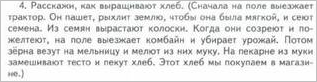 4. Расскажи, как выращивают хлеб. (Сначала на поле выезжает
трактор. Он пашет, рыхлит землю, чтобы она была мягкой, и сеют
семена. Из семян вырастают колоски. Когда они созреют и по-
желтеют, на поле выезжает комбайн и убирает урожай. Потом
зёрна везут на мельницу и мелют из них муку. На пекарне из муки
замешивают тесто и пекут хлеб. Этот хлеб мы покупаем в магази-
не.)